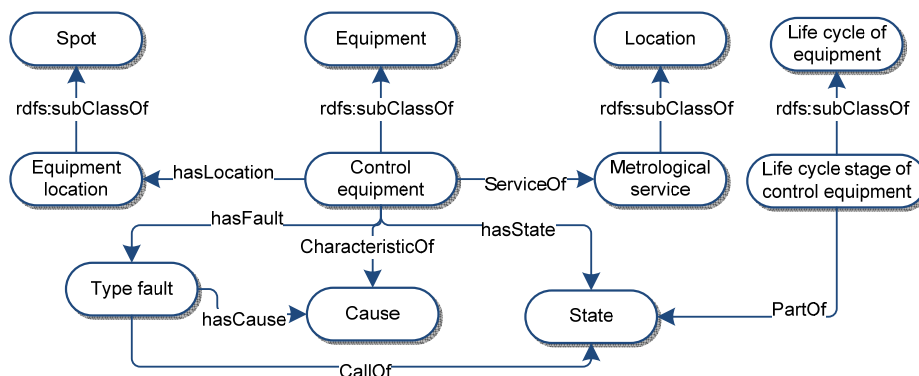 Spot
Equipment
Location
Life cycle of
equipment
rdfs:subClassOf
rdfs:subClassOf
rdfs:subClassOf
rdfs:subClassOf
Equipment
location
hasLocation
Control
equipment
ServiceOf
Metrological
service
Life cycle stage of
control equipment
hasFault
CharacteristicOf
hasState
Type fault
hasCause
Cause
State
PartOf
CallOf